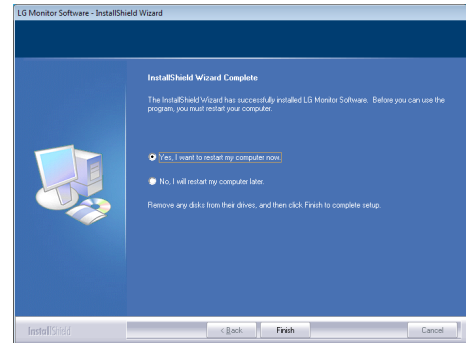 LG Monitor Software - InstallShield Wizard
InstallShield Wizard Complete
The InstallShield Wizard has successfully installed LG Monitor Software.  Before you can use the
program, you must restart your computer.
Yes, I want to restart my computer now.
No, I will restart my computer later.
Remove any disks from their drives, and then click Finish to complete setup.
InstallShield
< Back Finish Cancel